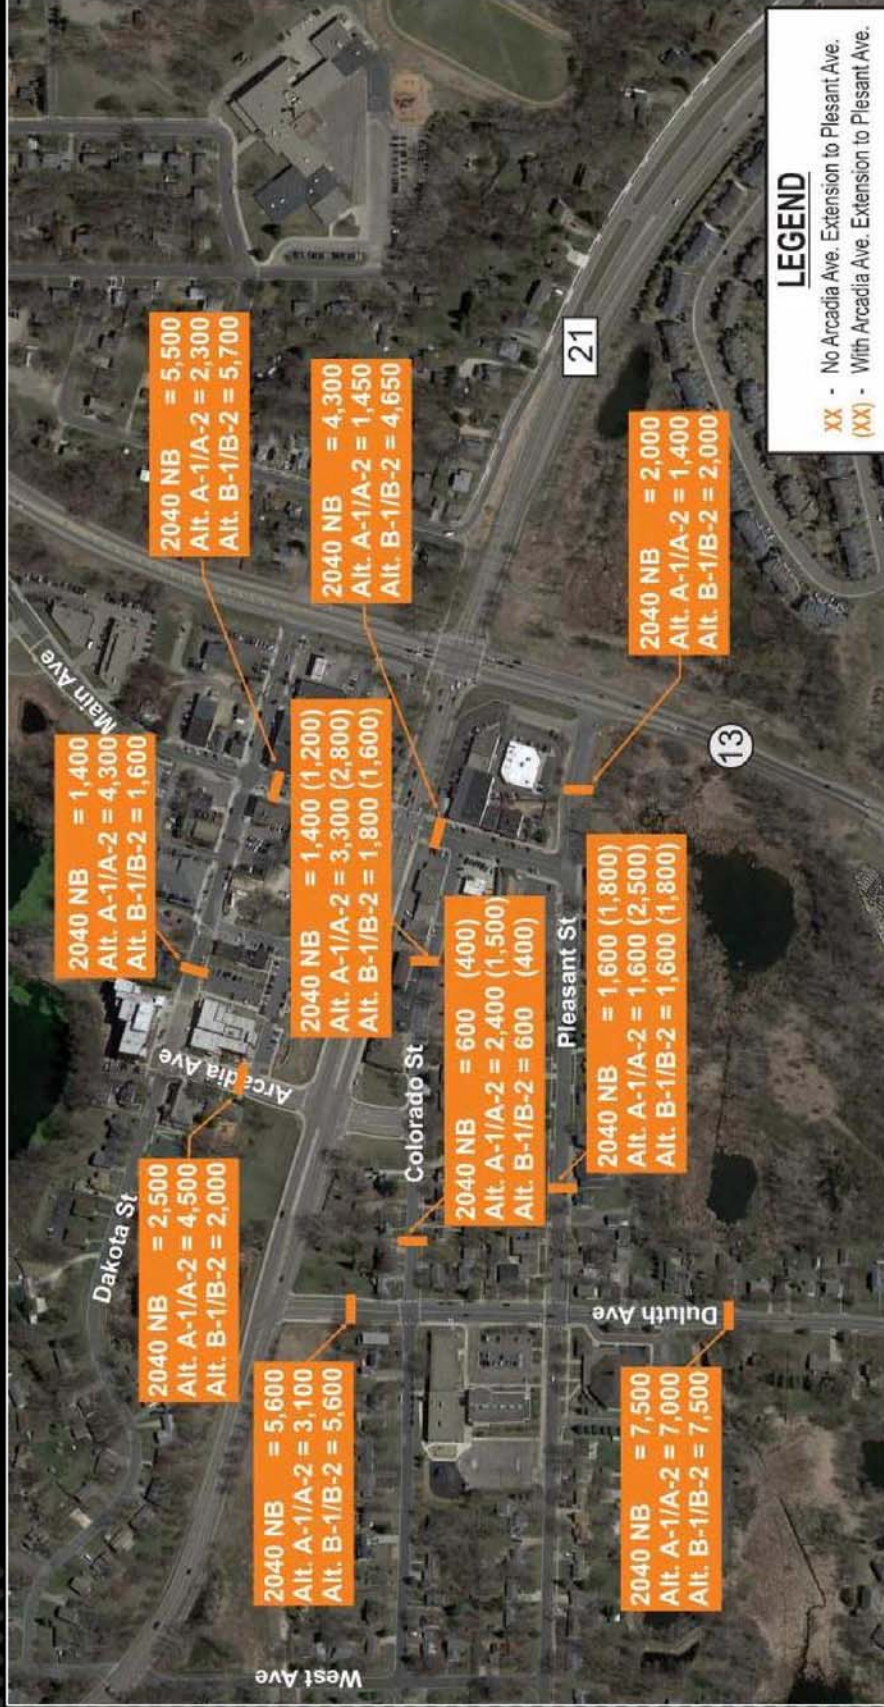 Main Ave
2040 NB = 5,500
Alt. A-1/A-2 = 2,300
Alt. B-1/B-2 = 5,700
2040 NB = 4,300
Alt. A-1/A-2 = 1,450
Alt. B-1/B-2 = 4,650
21
2040 NB = 1,400
Alt. A-1/A-2 = 4,300
Alt. B-1/B-2 = 1,600
2040 NB = 1,400 (1,200)
Alt. A-1/A-2 = 3,300 (2,800)
Alt. B-1/B-2 = 1,800 (1,600)
2040 NB = 2,000
Alt. A-1/A-2 = 1,400
Alt. B-1/B-2 = 2,000
13
Arcadia Ave
Dakota St
2040 NB = 2,500
Alt. A-1/A-2 = 4,500
Alt. B-1/B-2 = 2,000
Colorado St
2040 NB = 600 (400)
Alt. A-1/A-2 = 2,400 (1,500)
Alt. B-1/B-2 = 600 (400)
Pleasant St
2040 NB = 1,600 (1,800)
Alt. A-1/A-2 = 1,600 (2,500)
Alt. B-1/B-2 = 1,600 (1,800)
2040 NB = 5,600
Alt. A-1/A-2 = 3,100
Alt. B-1/B-2 = 5,600
Duluth Ave
2040 NB = 7,500
Alt. A-1/A-2 = 7,000
Alt. B-1/B-2 = 7,500
West Ave
LEGEND
XX - No Arcadia Ave. Extension to Plesant Ave.
(XX) - With Arcadia Ave. Extension to Plesant Ave.